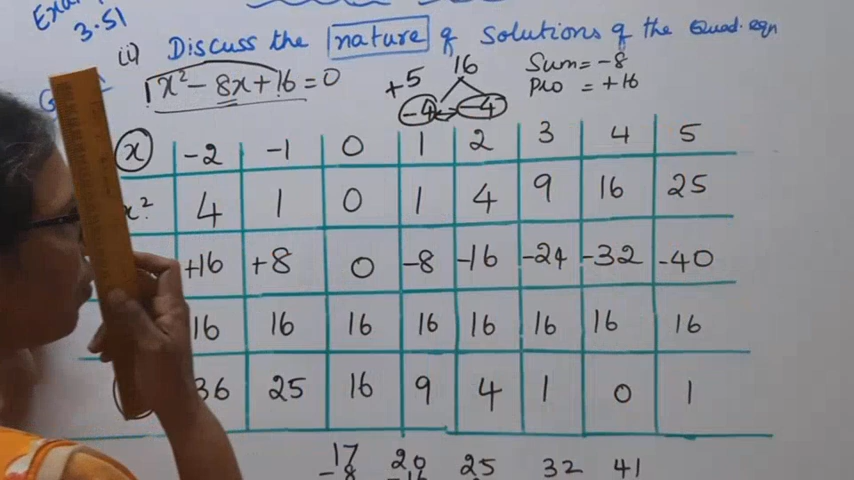 3.51
(ii) Discuss the nature of solutions of the Quad. eqn
x² - 8x + 16 = 0
+5 16 Sum = -8
-4 -4 Pro = +16
x -2 -1 0 1 2 3 4 5
x² 4 1 0 1 4 9 16 25
+16 +8 0 -8 -16 -24 -32 -40
16 16 16 16 16 16 16 16
36 25 16 9 4 1 0 1
17 20 25 32 41
-8 -16